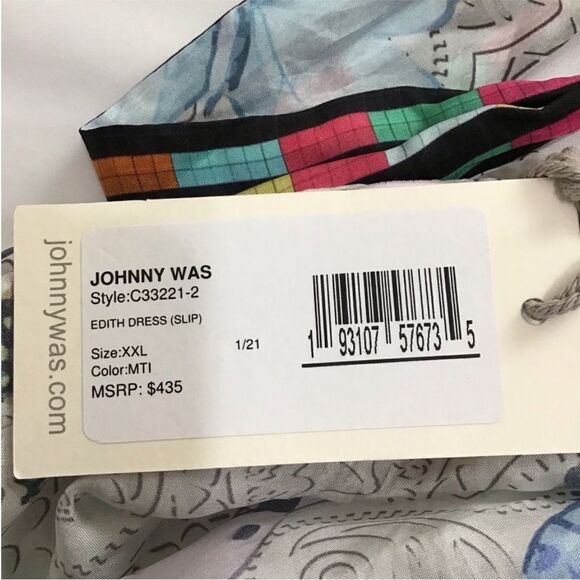 johnnywas.com
JOHNNY WAS
Style:C33221-2
EDITH DRESS (SLIP)
1/21
Size:XXL
Color:MTI
MSRP: $435
1 93107 57673 5